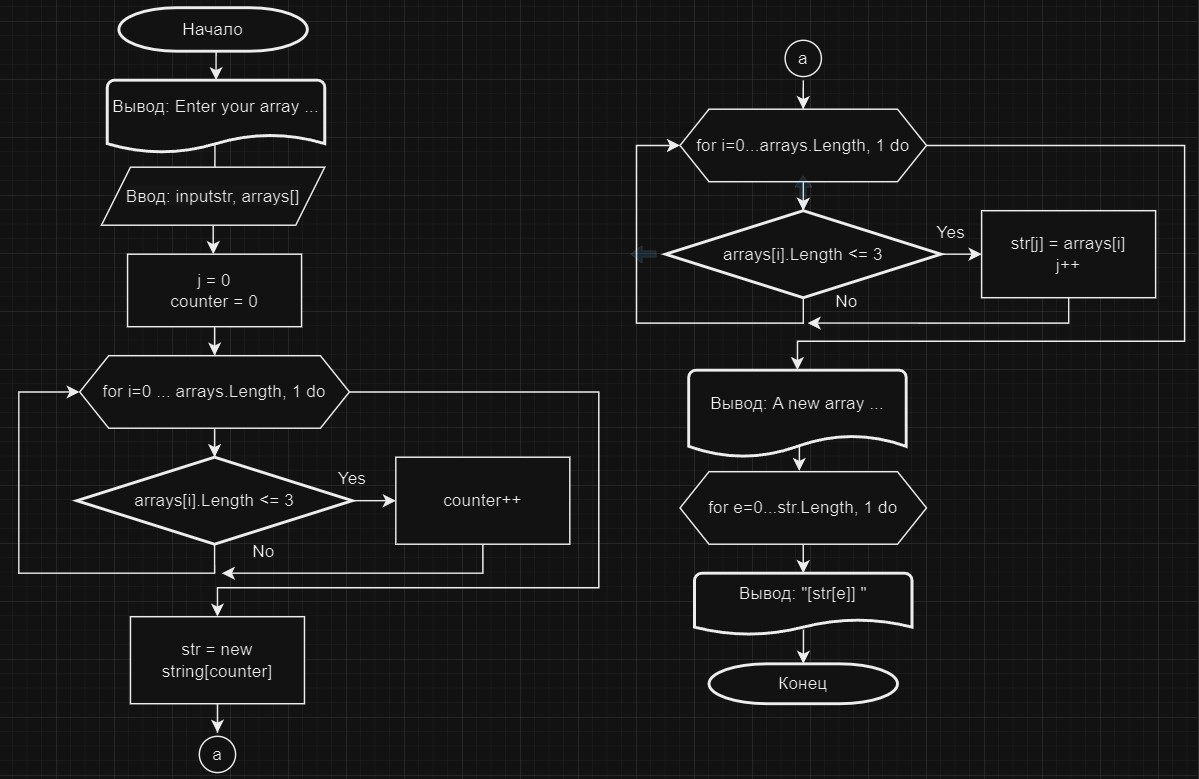 Начало
Вывод: Enter your array ...
Ввод: inputstr, arrays[]
j = 0
counter = 0
for i=0 ... arrays.Length, 1 do
arrays[i].Length <= 3
Yes
counter++
No
str = new
string[counter]
a
a
for i=0...arrays.Length, 1 do
arrays[i].Length <= 3
Yes
str[j] = arrays[i]
j++
No
Вывод: A new array ...
for e=0...str.Length, 1 do
Вывод: "[str[e]] "
Конец